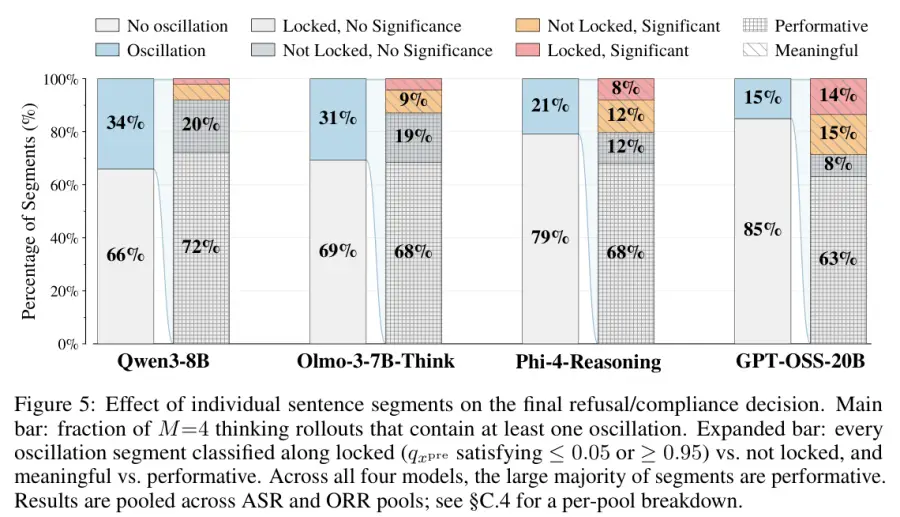 No oscillation
Locked, No Significance
Not Locked, Significant
Performative
Oscillation
Not Locked, No Significance
Locked, Significant
Meaningful
Percentage of Segments (%)
100%
80%
60%
40%
20%
0%
34%
66%
20%
72%
31%
69%
9%
19%
68%
21%
79%
8%
12%
12%
68%
15%
85%
14%
15%
8%
63%
Qwen3-8B
Olmo-3-7B-Think
Phi-4-Reasoning
GPT-OSS-20B
Figure 5: Effect of individual sentence segments on the final refusal/compliance decision. Main
bar: fraction of M=4 thinking rollouts that contain at least one oscillation. Expanded bar: every
oscillation segment classified along locked (qxpre satisfying ≤ 0.05 or ≥ 0.95) vs. not locked, and
meaningful vs. performative. Across all four models, the large majority of segments are performative.
Results are pooled across ASR and ORR pools; see §C.4 for a per-pool breakdown.